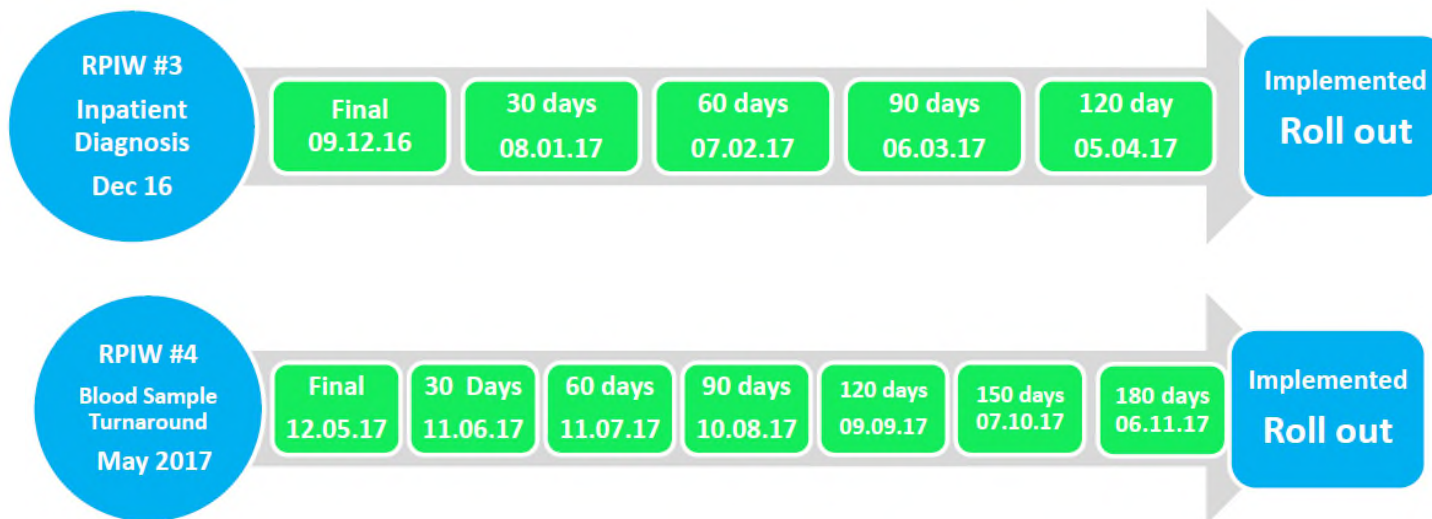 RPIW #3
Inpatient
Diagnosis
Dec 16
Final
09.12.16
30 days
08.01.17
60 days
07.02.17
90 days
06.03.17
120 day
05.04.17
Implemented
Roll out
RPIW #4
Blood Sample
Turnaround
May 2017
Final
12.05.17
30 Days
11.06.17
60 days
11.07.17
90 days
10.08.17
120 days
09.09.17
150 days
07.10.17
180 days
06.11.17
Implemented
Roll out